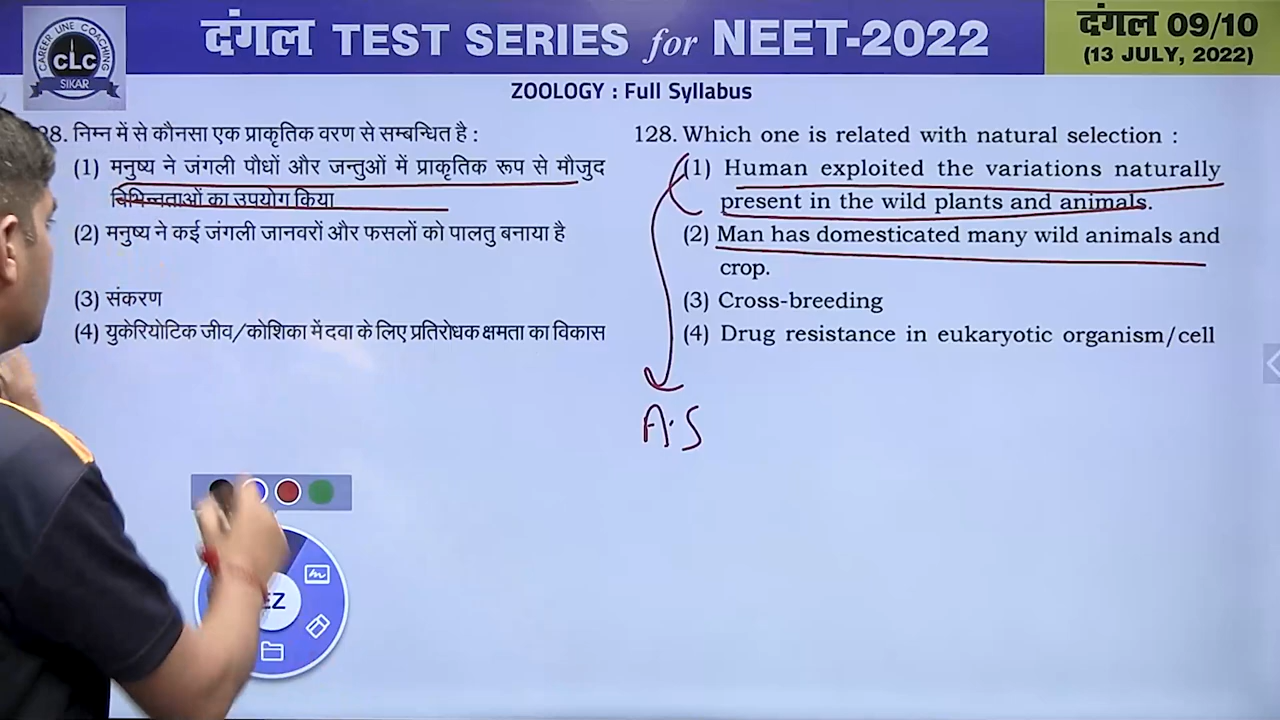 CAREER LINE COACHING
CLC
SIKAR
दंगल TEST SERIES for NEET-2022
दंगल 09/10
(13 JULY, 2022)
ZOOLOGY : Full Syllabus
28. निम्न में से कौनसा एक प्राकृतिक वरण से सम्बन्धित है :
(1) मनुष्य ने जंगली पौधों और जन्तुओं में प्राकृतिक रूप से मौजुद
विभिन्नताओं का उपयोग किया
(2) मनुष्य ने कई जंगली जानवरों और फसलों को पालतु बनाया है
(3) संकरण
(4) युकेरियोटिक जीव/कोशिका में दवा के लिए प्रतिरोधक क्षमता का विकास
128. Which one is related with natural selection :
(1) Human exploited the variations naturally
present in the wild plants and animals.
(2) Man has domesticated many wild animals and
crop.
(3) Cross-breeding
(4) Drug resistance in eukaryotic organism/cell
A.S
EZ